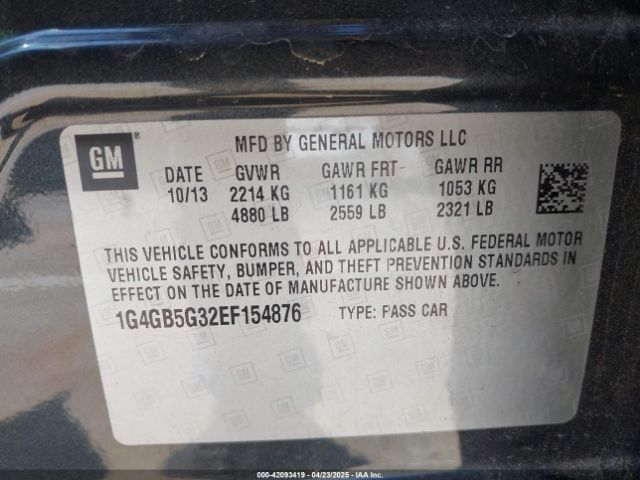 GM ®
MFD BY GENERAL MOTORS LLC
DATE GVWR GAWR FRT GAWR RR
10/13 2214 KG 1161 KG 1053 KG
4880 LB 2559 LB 2321 LB
THIS VEHICLE CONFORMS TO ALL APPLICABLE U.S. FEDERAL MOTOR
VEHICLE SAFETY, BUMPER, AND THEFT PREVENTION STANDARDS IN
EFFECT ON THE DATE OF MANUFACTURE SHOWN ABOVE.
1G4GB5G32EF154876 TYPE: PASS CAR
000-42093419 - 04/23/2025 - IAA Inc.